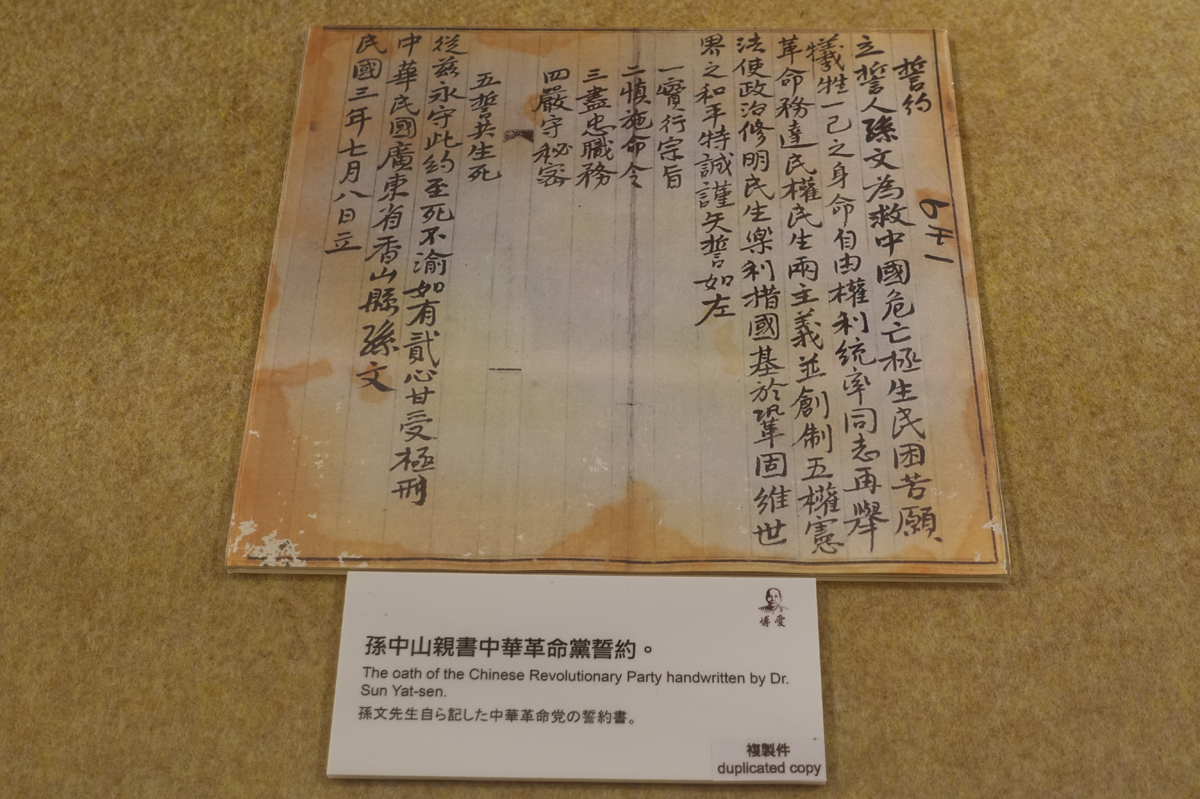 誓約
立誓人孫文為救中國危亡極生民困苦願
犧牲一己之身命自由權利統率同志再舉
革命務達民權民生兩主義並創制五權憲
法使政治修明民生樂利措國基於鞏固維世
界之和平特誠謹矢誓如左
一實行宗旨
二慎施命令
三盡忠職務
四嚴守秘密
五誓共生死
從茲永守此約至死不渝如有貳心甘受極刑
中華民國廣東省香山縣孫文
民國三年七月八日立
博愛
孫中山親書中華革命黨誓約。
The oath of the Chinese Revolutionary Party handwritten by Dr.
Sun Yat-sen.
孫文先生自ら記した中華革命党の誓約書。
複製件
duplicated copy